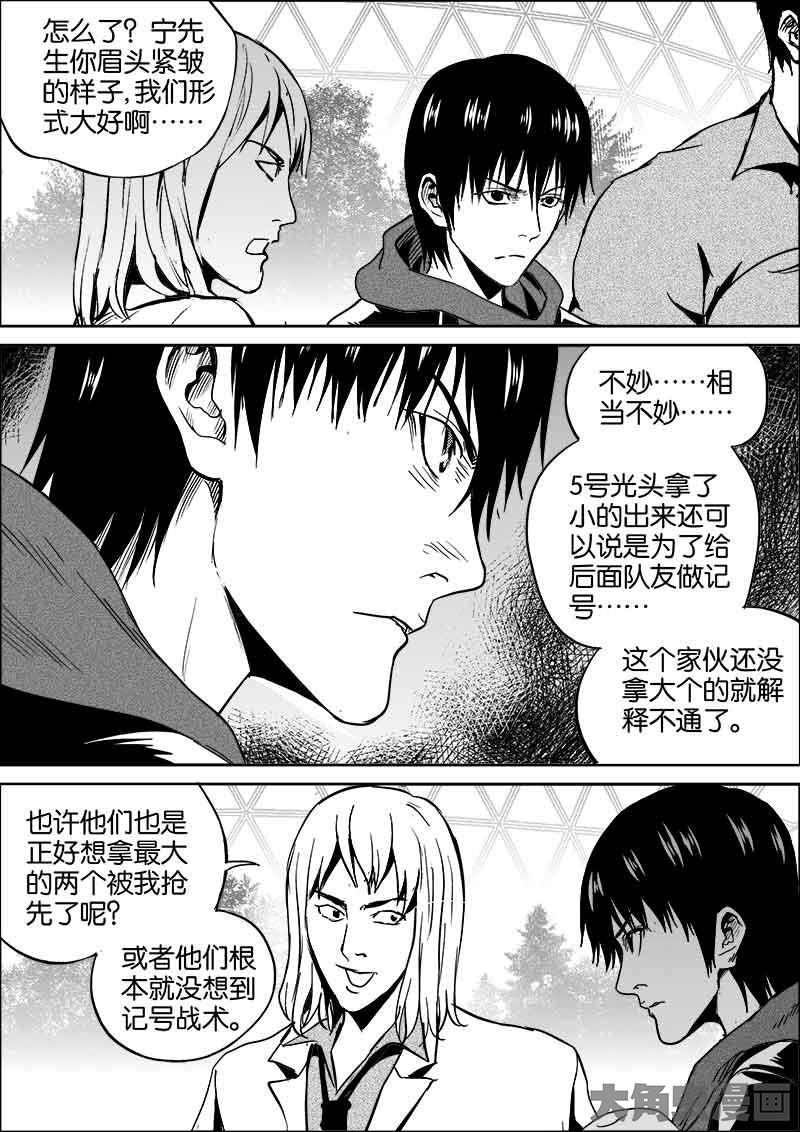 怎么了？宁先
生你眉头紧皱
的样子，我们形
式大好啊……
不妙……相
当不妙……
5号光头拿了
小的出来还可
以说是为了给
后面队友做记
号……
这个家伙还没
拿大个的就解
释不通了。
也许他们也是
正好想拿最大
的两个被我抢
先了呢？
或者他们根
本就没想到
记号战术。